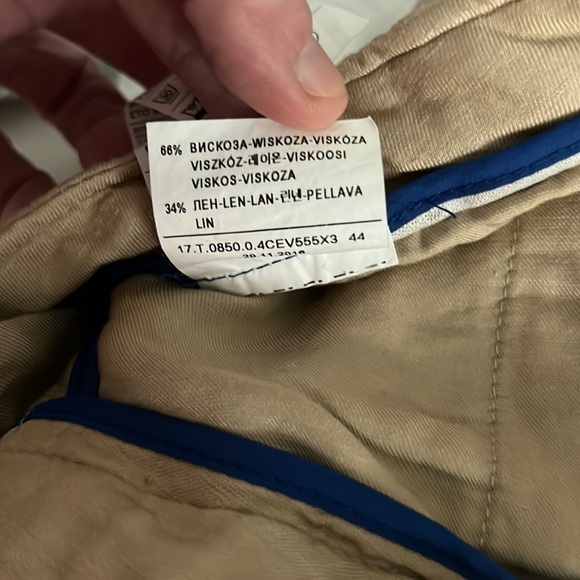 66% ВИСКОЗА-WISKOZA-VISKÓZA
VISZKÓZ-레이온-VISKOOSI
VISKOS-VISKOZA
34% ЛЕН-LEN-LAN-린넨-PELLAVA
LIN
17.T.0850.0.4CEV555X3 44